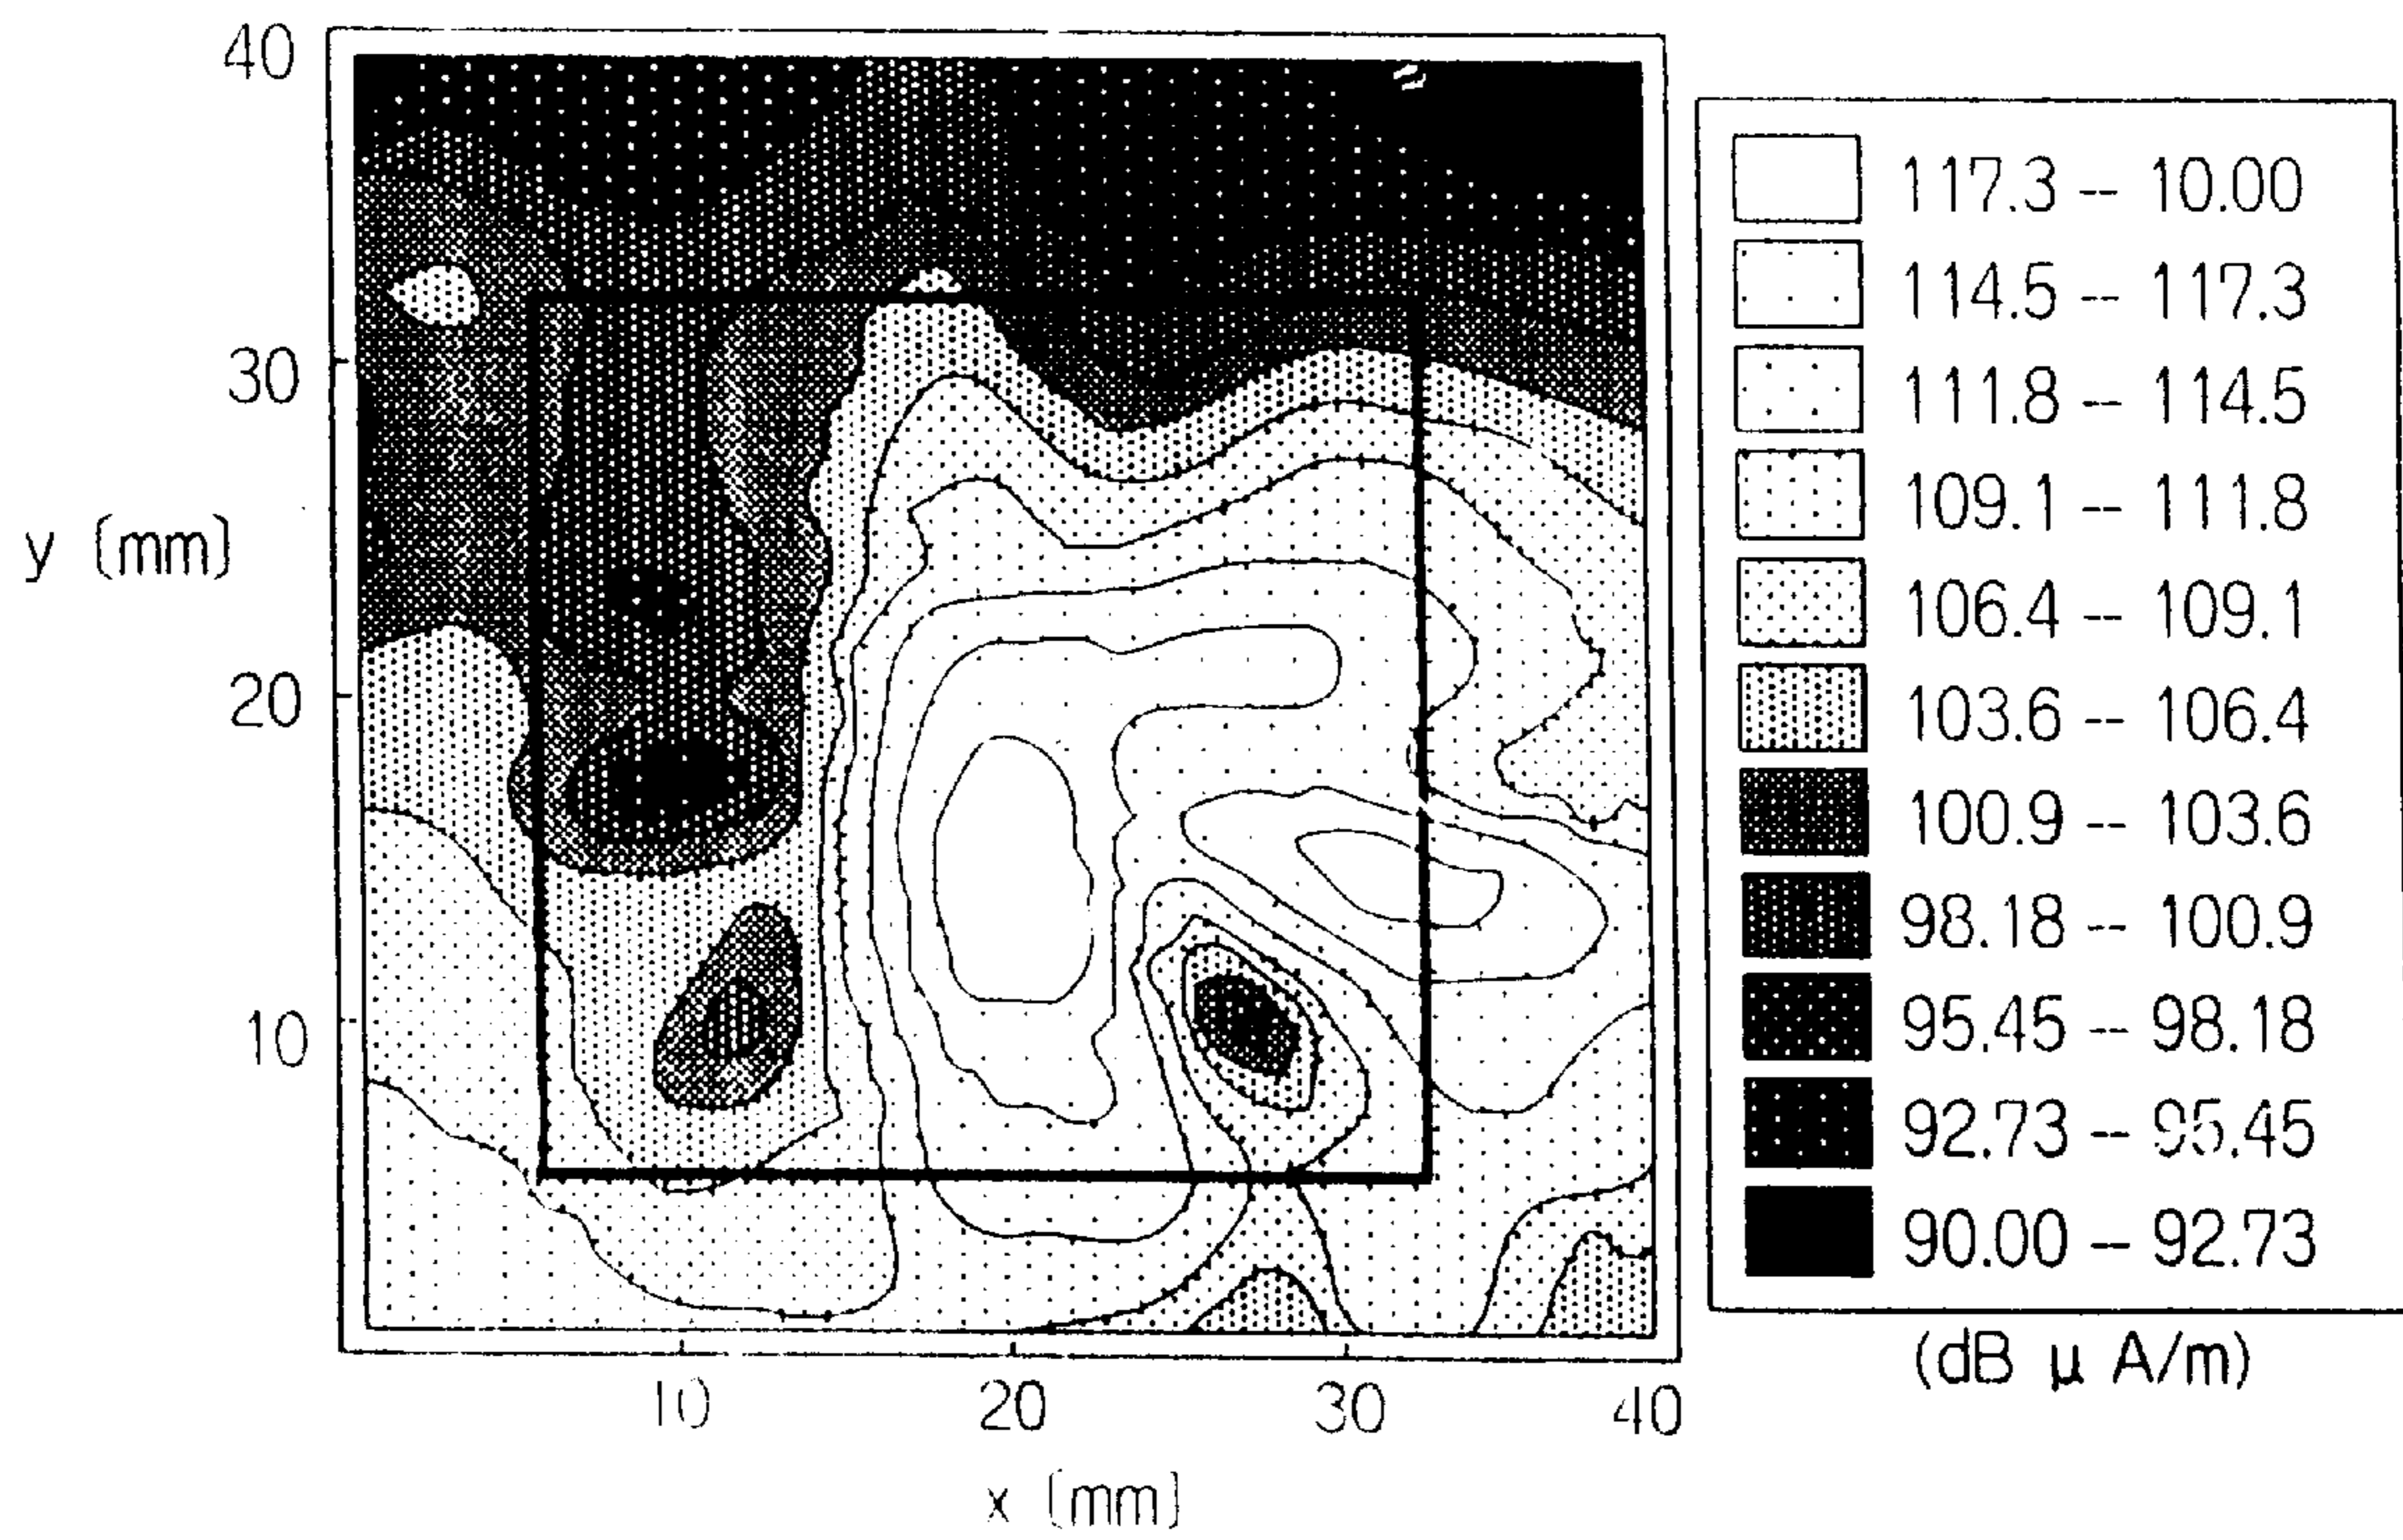 40
30
y (mm)
20
10
10
20
30
40
x (mm)
117.3 -- 10.00
114.5 -- 117.3
111.8 -- 114.5
109.1 -- 111.8
106.4 -- 109.1
103.6 -- 106.4
100.9 -- 103.6
98.18 -- 100.9
95.45 -- 98.18
92.73 -- 95.45
90.00 -- 92.73
(dB μ A/m)